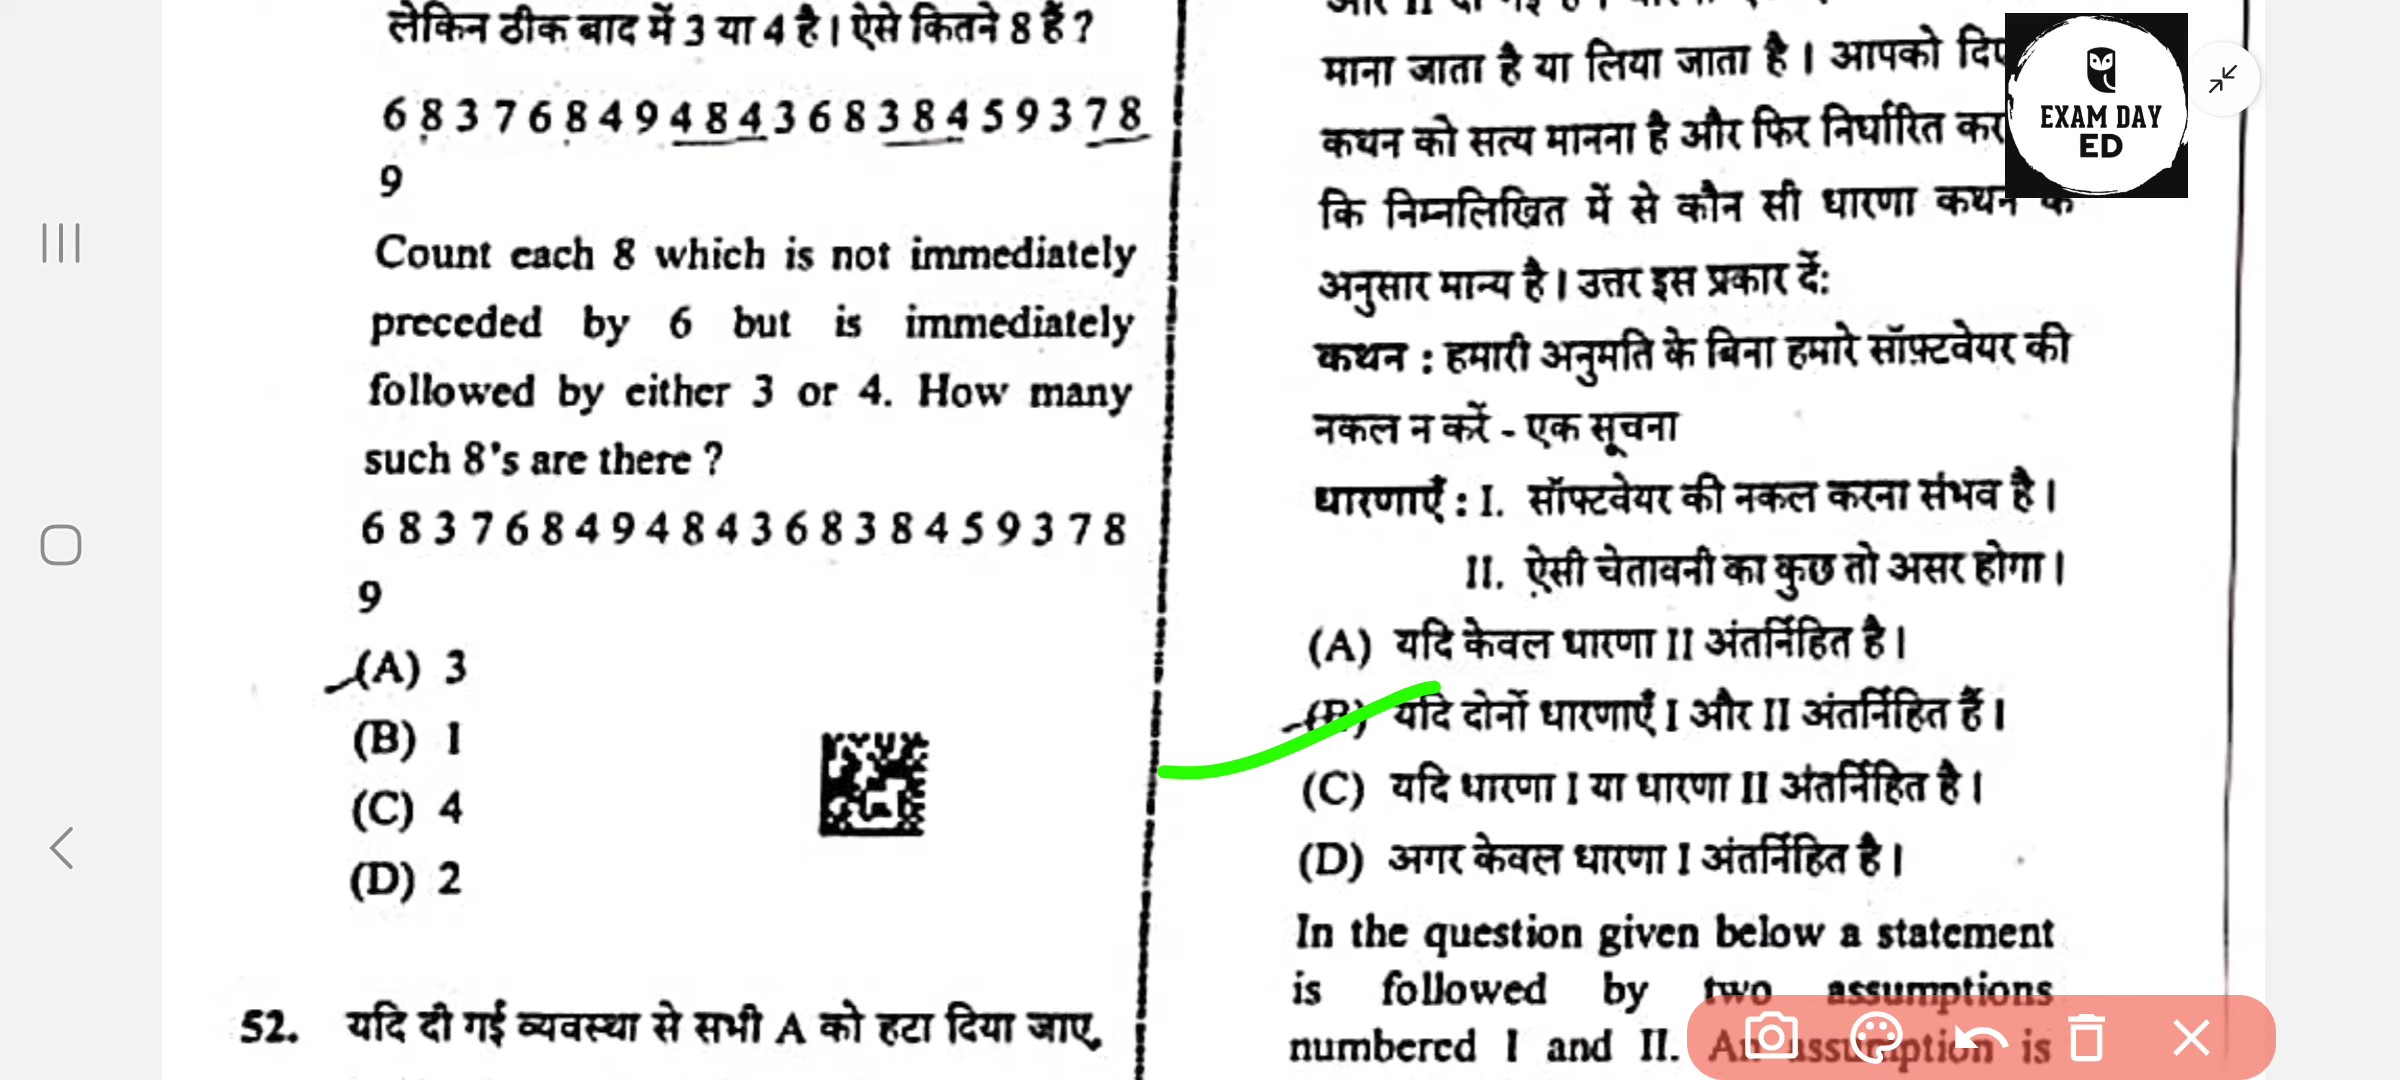 लेकिन ठीक बाद में 3 या 4 है। ऐसे कितने 8 हैं ?
6 8 3 7 6 8 4 9 4 8 4 3 6 8 3 8 4 5 9 3 7 8
9
Count each 8 which is not immediately
preceded by 6 but is immediately
followed by either 3 or 4. How many
such 8's are there ?
6 8 3 7 6 8 4 9 4 8 4 3 6 8 3 8 4 5 9 3 7 8
9
(A) 3
(B) 1
(C) 4
(D) 2
52. यदि दी गई व्यवस्था से सभी A को हटा दिया जाए,
माना जाता है या लिया जाता है। आपको
कथन को सत्य मानना है और फिर निर्धारित
कि निम्नलिखित में से कौन सी धारणा कथन के
अनुसार मान्य है। उत्तर इस प्रकार दें:
कथन : हमारी अनुमति के बिना हमारे सॉफ़्टवेयर की
नकल न करें - एक सूचना
धारणाएँ : I. सॉफ्टवेयर की नकल करना संभव है।
II. ऐसी चेतावनी का कुछ तो असर होगा।
(A) यदि केवल धारणा II अंतर्निहित है।
(B) यदि दोनों धारणाएँ I और II अंतर्निहित हैं।
(C) यदि धारणा I या धारणा II अंतर्निहित है।
(D) अगर केवल धारणा I अंतर्निहित है।
In the question given below a statement
is followed by two assumptions
numbered I and II. An assumption is
EXAM DAY
ED